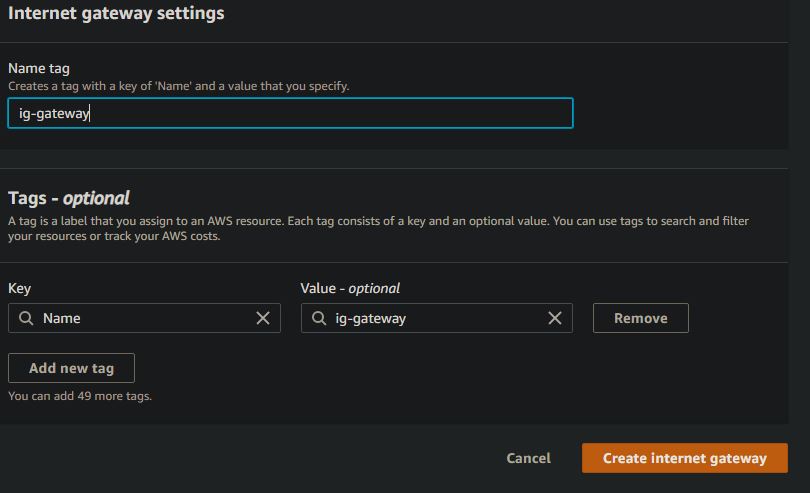 Internet gateway settings
Name tag
Creates a tag with a key of 'Name' and a value that you specify.
ig-gateway
Tags - optional
A tag is a label that you assign to an AWS resource. Each tag consists of a key and an optional value. You can use tags to search and filter
your resources or track your AWS costs.
Key
Value - optional
Name
ig-gateway
Remove
Add new tag
You can add 49 more tags.
Cancel
Create internet gateway